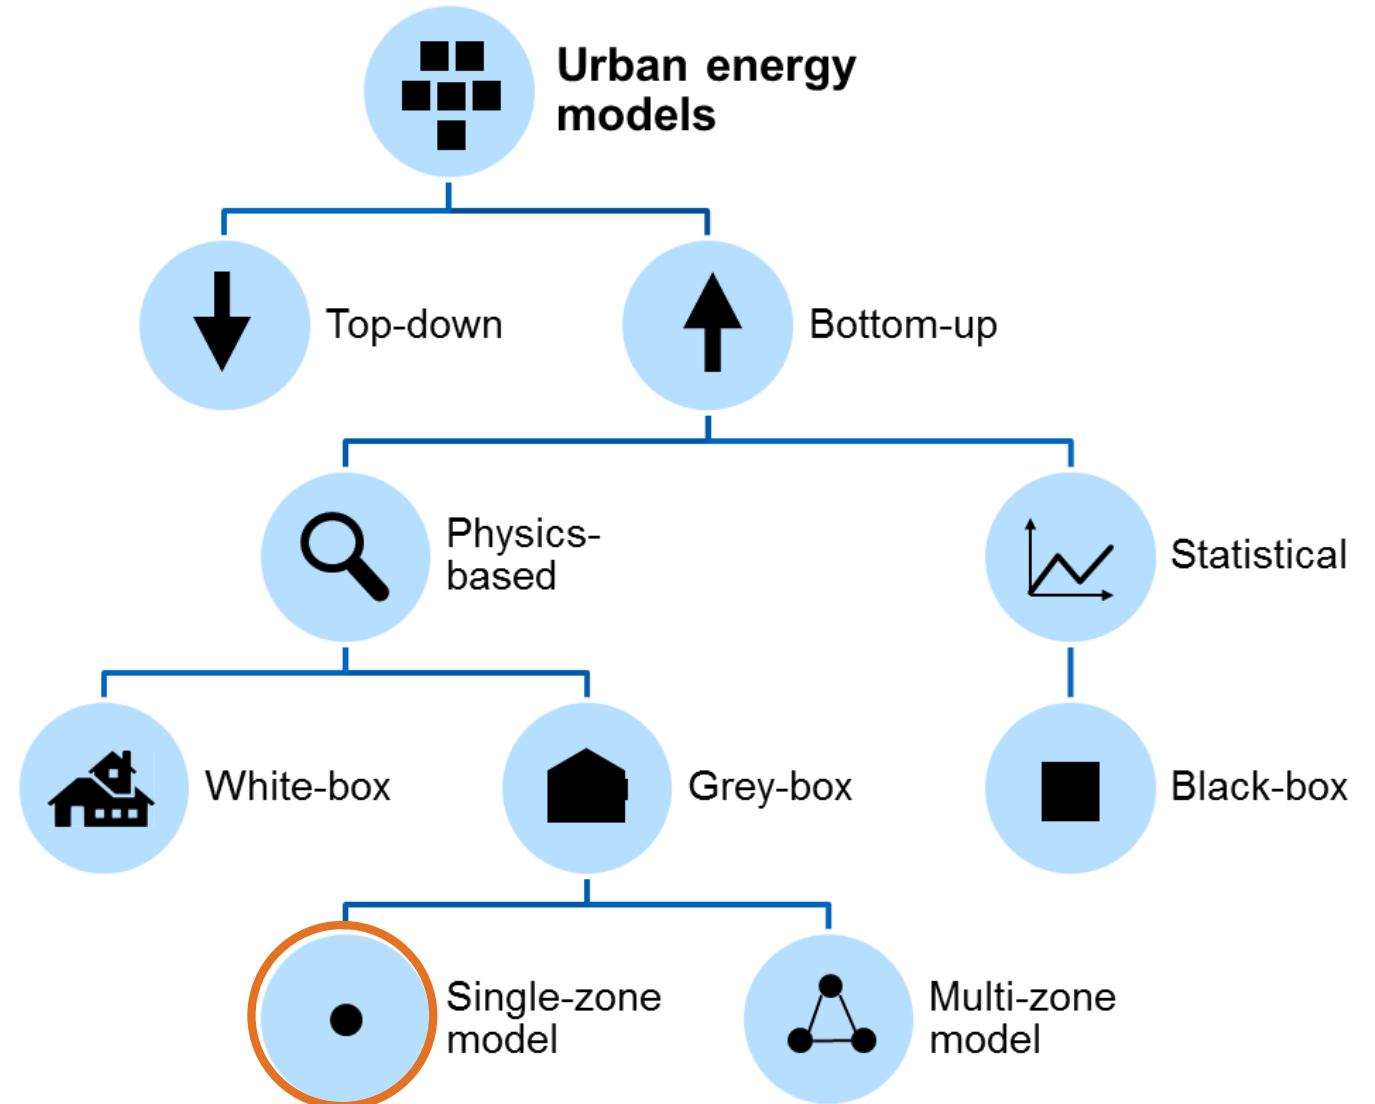 Urban energy
models
Top-down
Bottom-up
Physics-
based
Statistical
White-box
Grey-box
Black-box
Single-zone
model
Multi-zone
model